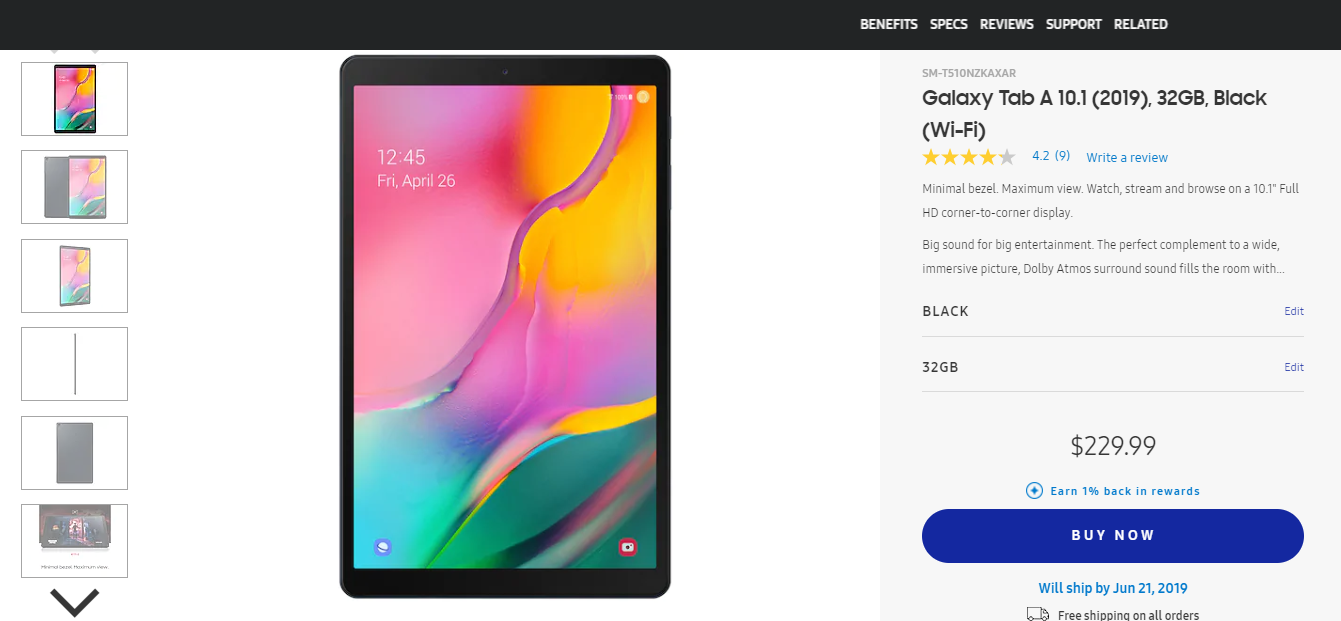 BENEFITS SPECS REVIEWS SUPPORT RELATED
12:45
Fri, April 26
100%
Minimal bezel. Maximum view.
SM-T510NZKAXAR
Galaxy Tab A 10.1 (2019), 32GB, Black
(Wi-Fi)
4.2 (9) Write a review
Minimal bezel. Maximum view. Watch, stream and browse on a 10.1" Full
HD corner-to-corner display.
Big sound for big entertainment. The perfect complement to a wide,
immersive picture, Dolby Atmos surround sound fills the room with...
BLACK Edit
32GB Edit
$229.99
Earn 1% back in rewards
BUY NOW
Will ship by Jun 21, 2019
Free shipping on all orders